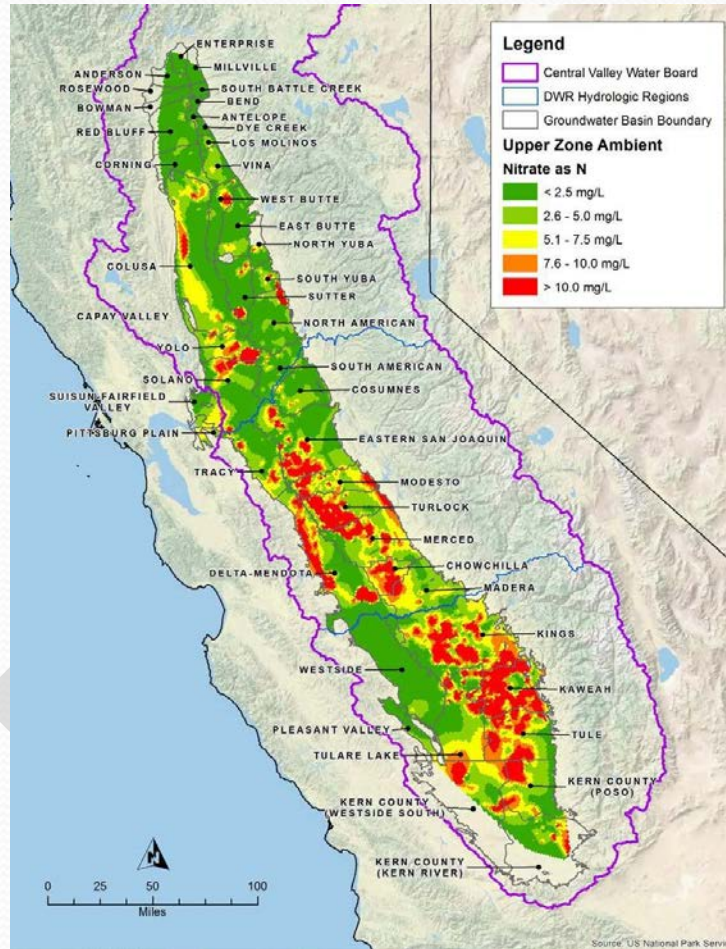 Legend
Central Valley Water Board
DWR Hydrologic Regions
Groundwater Basin Boundary
Upper Zone Ambient
Nitrate as N
< 2.5 mg/L
2.6 - 5.0 mg/L
5.1 - 7.5 mg/L
7.6 - 10.0 mg/L
> 10.0 mg/L
ENTERPRISE
ANDERSON
MILLVILLE
ROSEWOOD
SOUTH BATTLE CREEK
BEND
BOWMAN
ANTELOPE
DYE CREEK
RED BLUFF
LOS MOLINOS
CORNING
VINA
WEST BUTTE
EAST BUTTE
NORTH YUBA
COLUSA
SOUTH YUBA
SUTTER
CAPAY VALLEY
NORTH AMERICAN
YOLO
SOUTH AMERICAN
SOLANO
COSUMNES
SUISUN-FAIRFIELD
VALLEY
PITTSBURG PLAIN
EASTERN SAN JOAQUIN
TRACY
MODESTO
TURLOCK
MERCED
CHOWCHILLA
DELTA-MENDOTA
MADERA
KINGS
WESTSIDE
KAWEAH
PLEASANT VALLEY
TULE
TULARE LAKE
KERN COUNTY
(POSO)
KERN COUNTY
(WESTSIDE SOUTH)
KERN COUNTY
(KERN RIVER)
N
0 50 100
Miles
Source: US National Park Serv